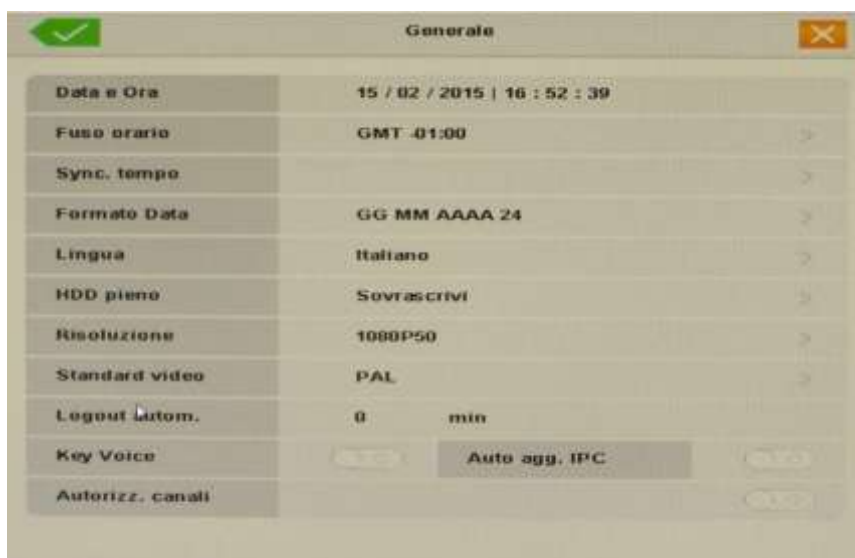 Generale
Data e Ora 15 / 02 / 2015 | 16 : 52 : 39
Fuso orario GMT -01:00
Sync. tempo
Formato Data GG MM AAAA 24
Lingua Italiano
HDD pieno Sovrascrivi
Risoluzione 1080P50
Standard video PAL
Logout autom. 0 min
Key Voice Auto agg. IPC
Autorizz. canali